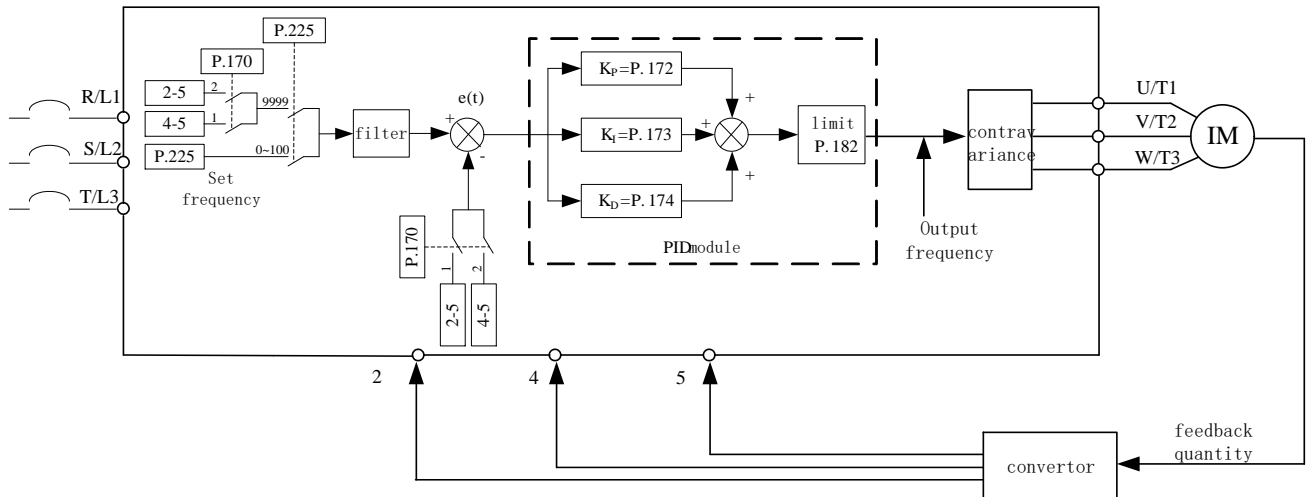 P.225
P.170
R/L1
2-5
2
9999
4-5
1
S/L2
P.225
0~100
Set
frequency
T/L3
filter
e(t)
+
-
P.170
1
2
2-5
4-5
KP=P. 172
KI=P. 173
KD=P. 174
+
+
+
limit
P. 182
PIDmodule
Output
frequency
contrav
ariance
U/T1
V/T2
W/T3
IM
2
4
5
convertor
feedback
quantity